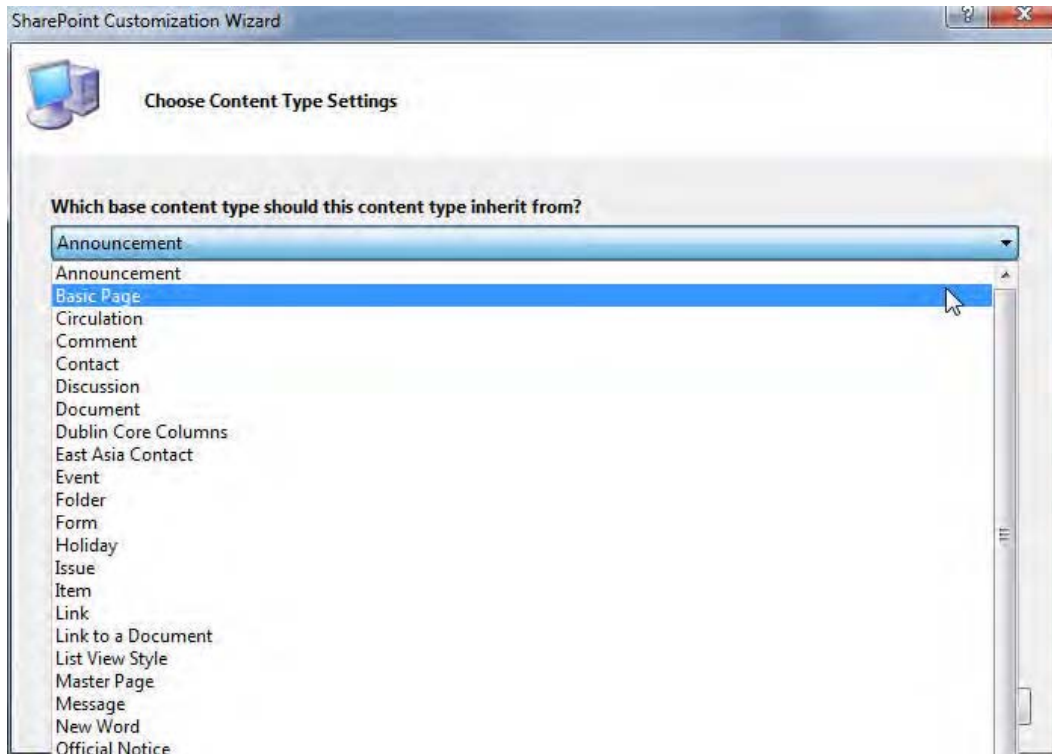 SharePoint Customization Wizard
Choose Content Type Settings
Which base content type should this content type inherit from?
Announcement
Announcement
Basic Page
Circulation
Comment
Contact
Discussion
Document
Dublin Core Columns
East Asia Contact
Event
Folder
Form
Holiday
Issue
Item
Link
Link to a Document
List View Style
Master Page
Message
New Word
Official Notice